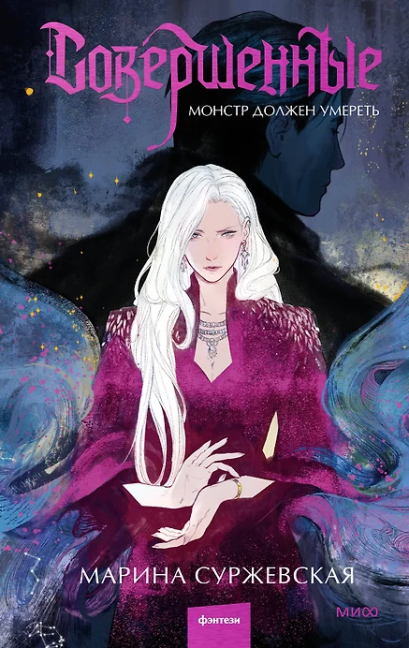 Совершенные
МОНСТР ДОЛЖЕН УМЕРЕТЬ
МАРИНА СУРЖЕВСКАЯ
фэнтези
МИФ